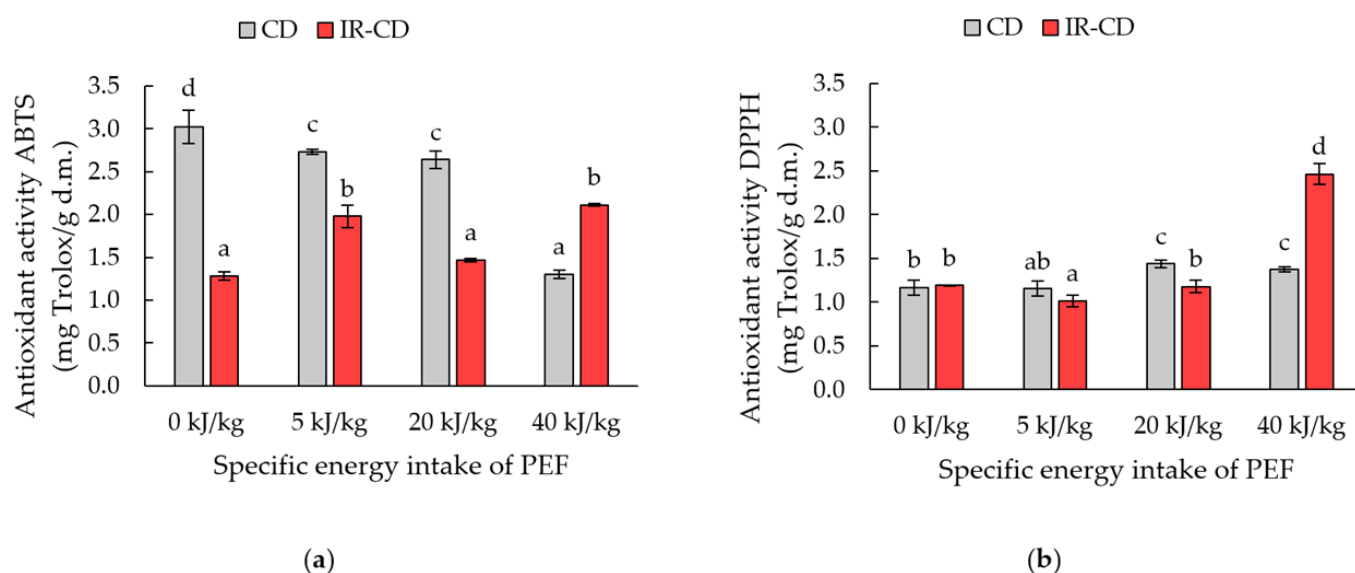 CD IR-CD
Antioxidant activity ABTS
(mg Trolox/g d.m.)
3.5
3.0
2.5
2.0
1.5
1.0
0.5
0.0
d
a
c
b
c
a
a
b
0 kJ/kg 5 kJ/kg 20 kJ/kg 40 kJ/kg
Specific energy intake of PEF
(a)
CD IR-CD
Antioxidant activity DPPH
(mg Trolox/g d.m.)
3.5
3.0
2.5
2.0
1.5
1.0
0.5
0.0
b
b
ab
a
c
b
c
d
0 kJ/kg 5 kJ/kg 20 kJ/kg 40 kJ/kg
Specific energy intake of PEF
(b)